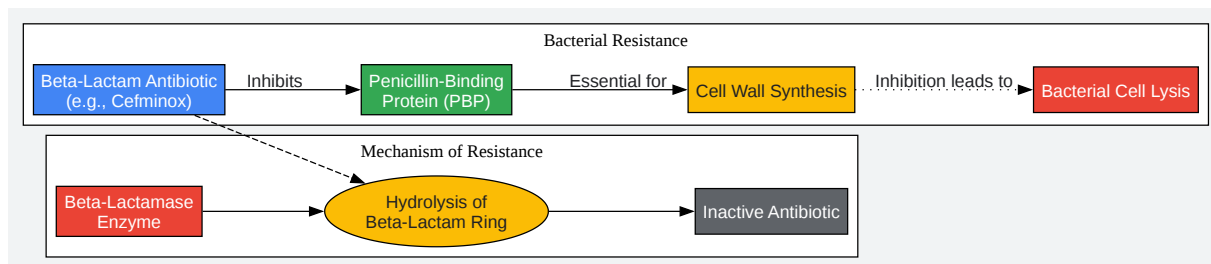 Bacterial Resistance
Beta-Lactam Antibiotic
(e.g., Cefminox)
Inhibits
Penicillin-Binding
Protein (PBP)
Essential for
Cell Wall Synthesis
Inhibition leads to
Bacterial Cell Lysis
Mechanism of Resistance
Beta-Lactamase
Enzyme
Hydrolysis of
Beta-Lactam Ring
Inactive Antibiotic